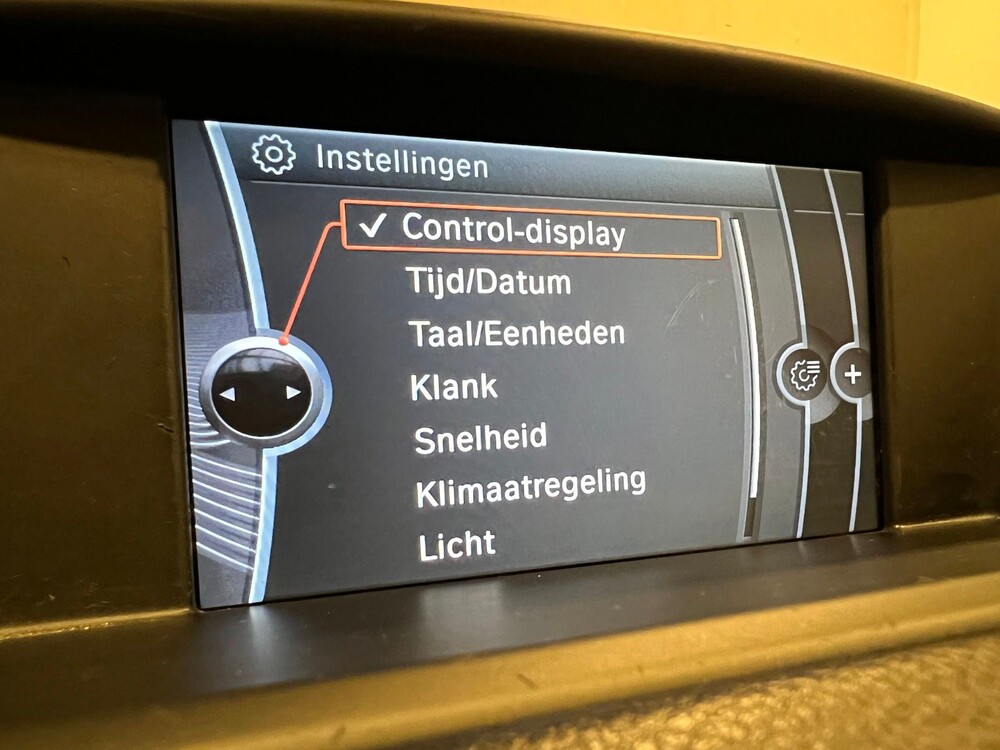 Instellingen
✓ Control-display
Tijd/Datum
Taal/Eenheden
Klank
Snelheid
Klimaatregeling
Licht